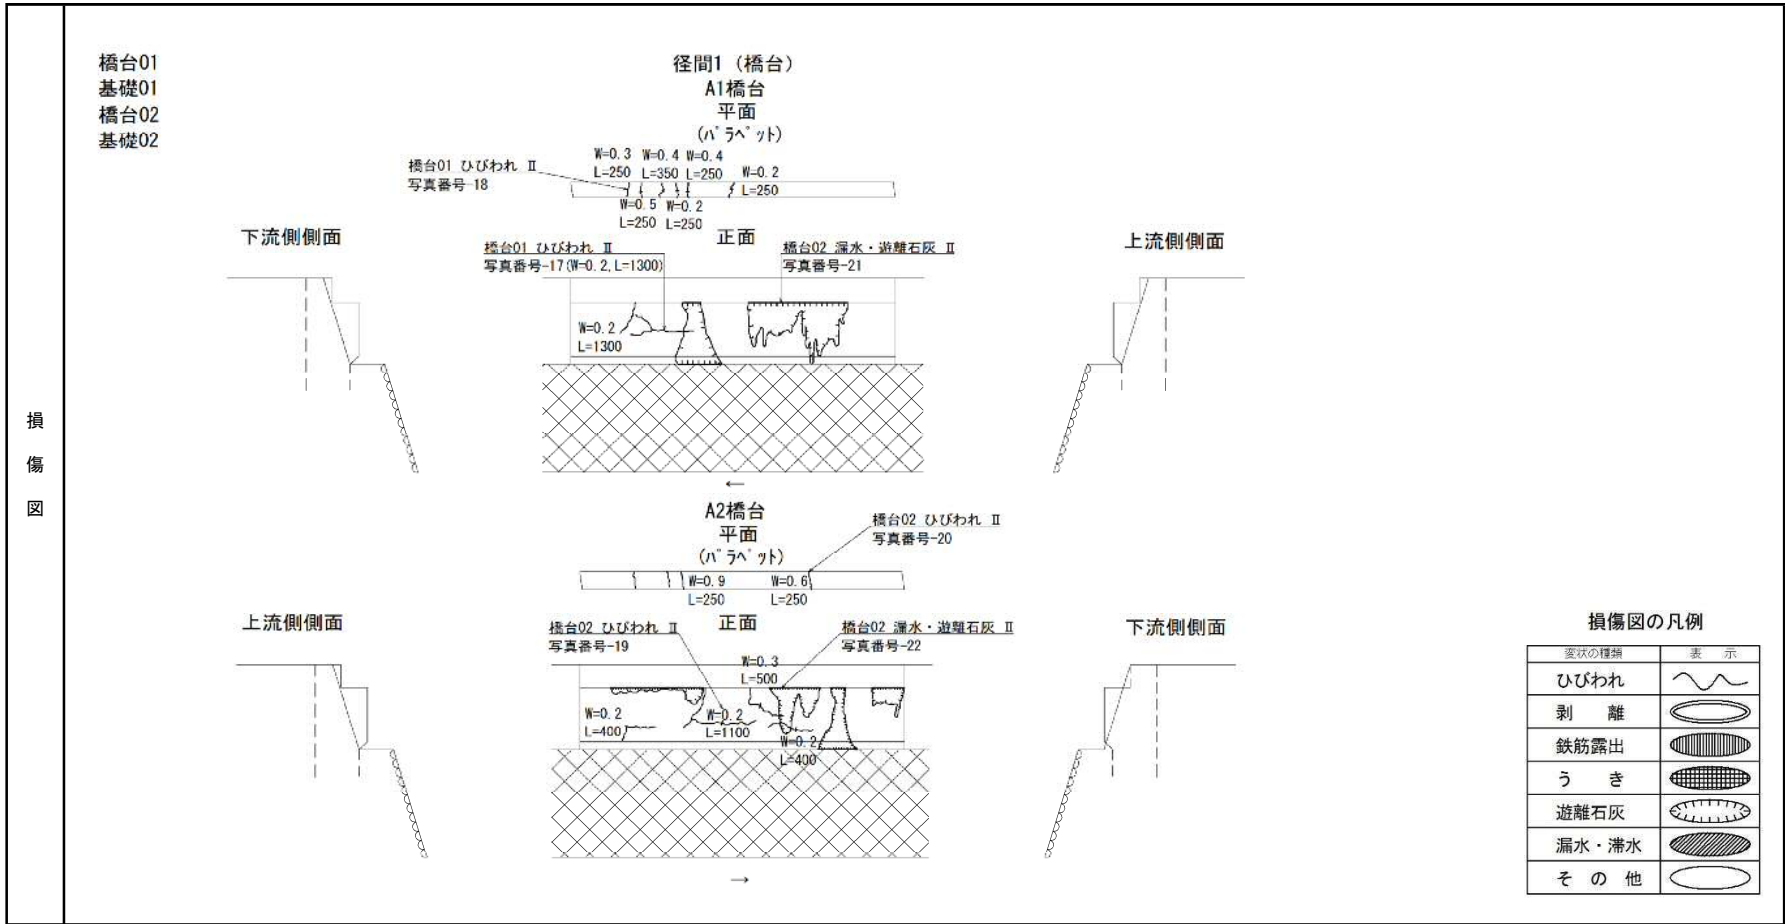 損
傷
図
橋台01
基礎01
橋台02
基礎02
径間1 (橋台)
A1橋台
平面
(パラペット)
W=0.3 W=0.4 W=0.4
L=250 L=350 L=250
W=0.2
L=250
橋台01 ひびわれ Ⅱ
写真番号-18
W=0.5 W=0.2
L=250 L=250
下流側側面
正面
上流側側面
橋台01 ひびわれ Ⅱ
写真番号-17(W=0.2,L=1300)
橋台02 漏水・遊離石灰 Ⅱ
写真番号-21
W=0.2
L=1300
←
A2橋台
平面
(パラペット)
橋台02 ひびわれ Ⅱ
写真番号-20
W=0.9 W=0.6
L=250 L=250
上流側側面
正面
下流側側面
橋台02 ひびわれ Ⅱ
写真番号-19
橋台02 漏水・遊離石灰 Ⅱ
写真番号-22
W=0.3
L=500
W=0.2
L=400
W=0.2
L=1100
W=0.2
L=400
→
損傷図の凡例
変状の種類 表 示
ひびわれ
剥 離
鉄筋露出
う き
遊離石灰
漏水・滞水
そ の 他